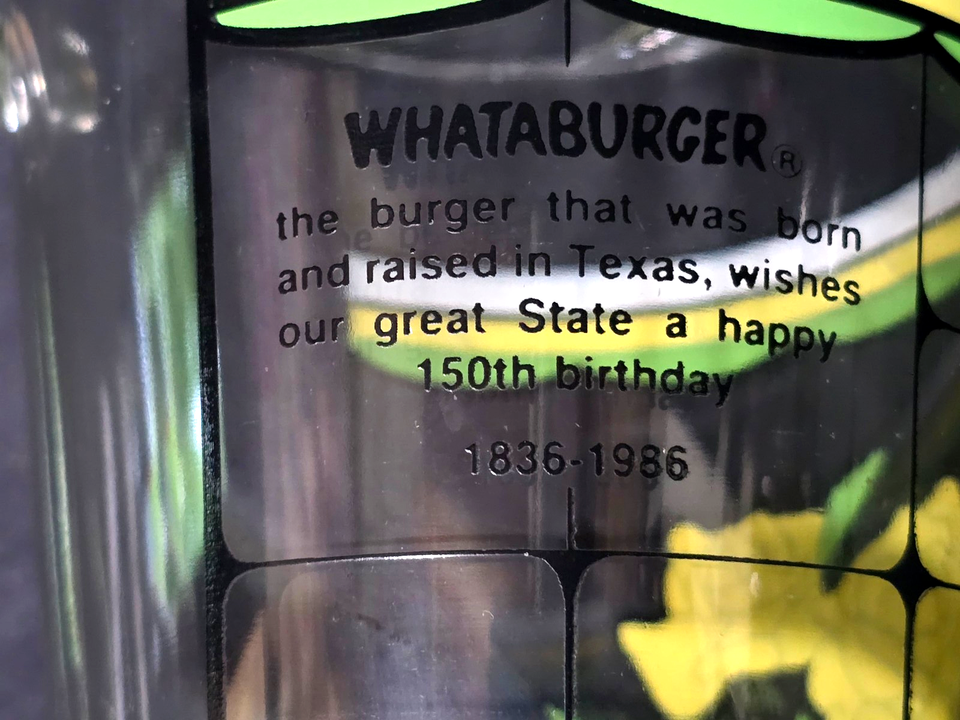 WHATABURGER®
the burger that was born
and raised in Texas, wishes
our great State a happy
150th birthday
1836-1986